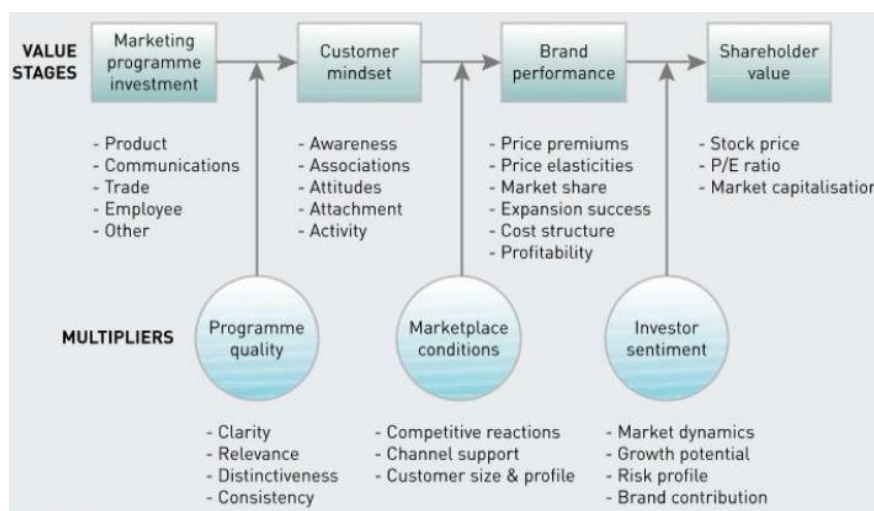 VALUE
STAGES
Marketing
programme
investment
Customer
mindset
Brand
performance
Shareholder
value
- Product
- Communications
- Trade
- Employee
- Other
- Awareness
- Associations
- Attitudes
- Attachment
- Activity
- Price premiums
- Price elasticities
- Market share
- Expansion success
- Cost structure
- Profitability
- Stock price
- P/E ratio
- Market capitalisation
MULTIPLIERS
Programme
quality
Marketplace
conditions
Investor
sentiment
- Clarity
- Relevance
- Distinctiveness
- Consistency
- Competitive reactions
- Channel support
- Customer size & profile
- Market dynamics
- Growth potential
- Risk profile
- Brand contribution